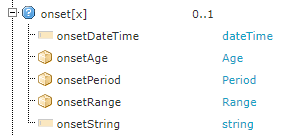 onset[x] 0..1
onsetDateTime dateTime
onsetAge Age
onsetPeriod Period
onsetRange Range
onsetString string